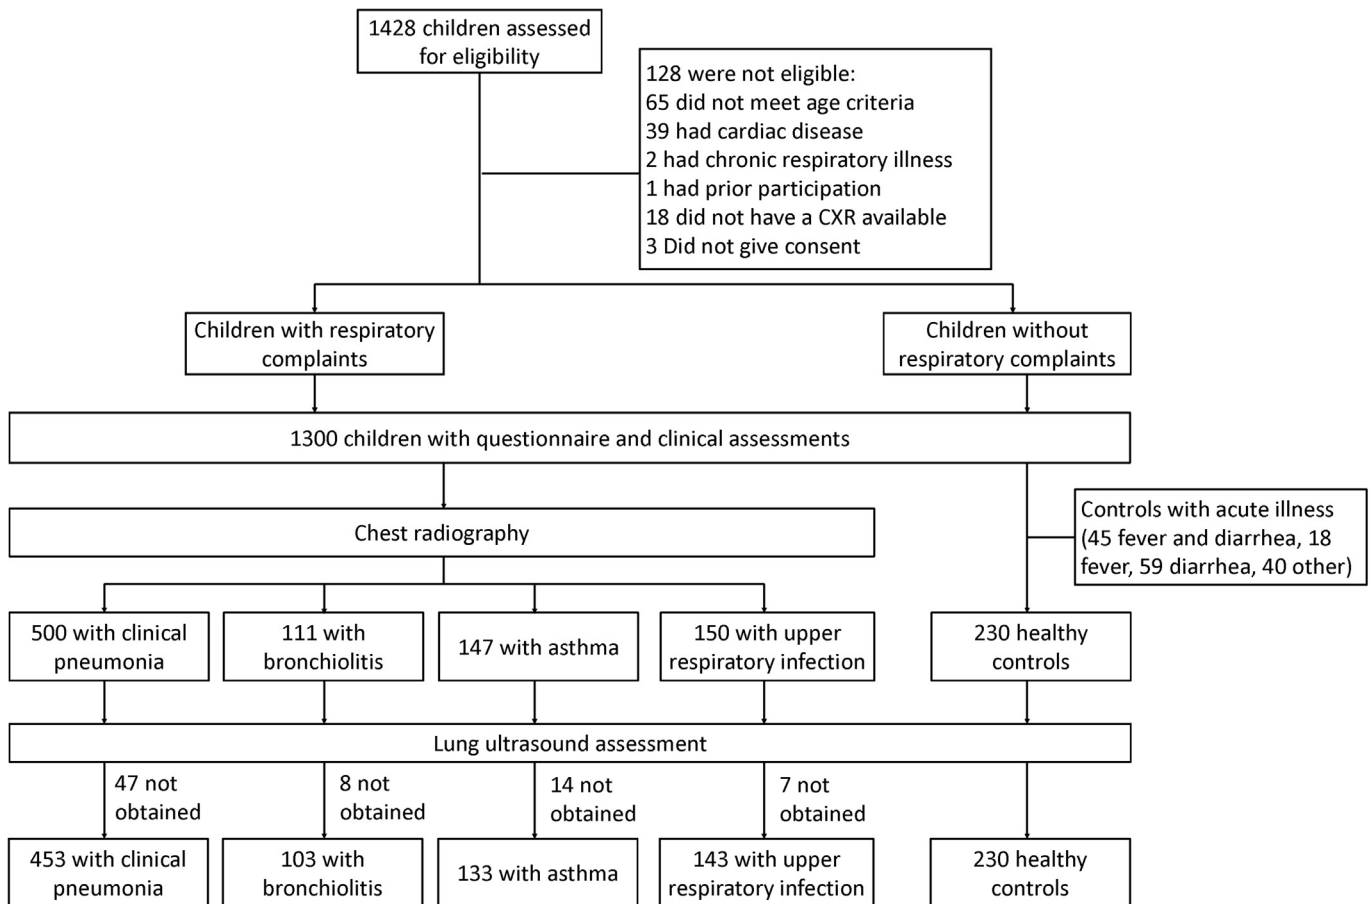 1428 children assessed
for eligibility
128 were not eligible:
65 did not meet age criteria
39 had cardiac disease
2 had chronic respiratory illness
1 had prior participation
18 did not have a CXR available
3 Did not give consent
Children with respiratory
complaints
Children without
respiratory complaints
1300 children with questionnaire and clinical assessments
Chest radiography
Controls with acute illness
(45 fever and diarrhea, 18
fever, 59 diarrhea, 40 other)
500 with clinical
pneumonia
111 with
bronchiolitis
147 with asthma
150 with upper
respiratory infection
230 healthy
controls
Lung ultrasound assessment
47 not
obtained
8 not
obtained
14 not
obtained
7 not
obtained
453 with clinical
pneumonia
103 with
bronchiolitis
133 with asthma
143 with upper
respiratory infection
230 healthy
controls